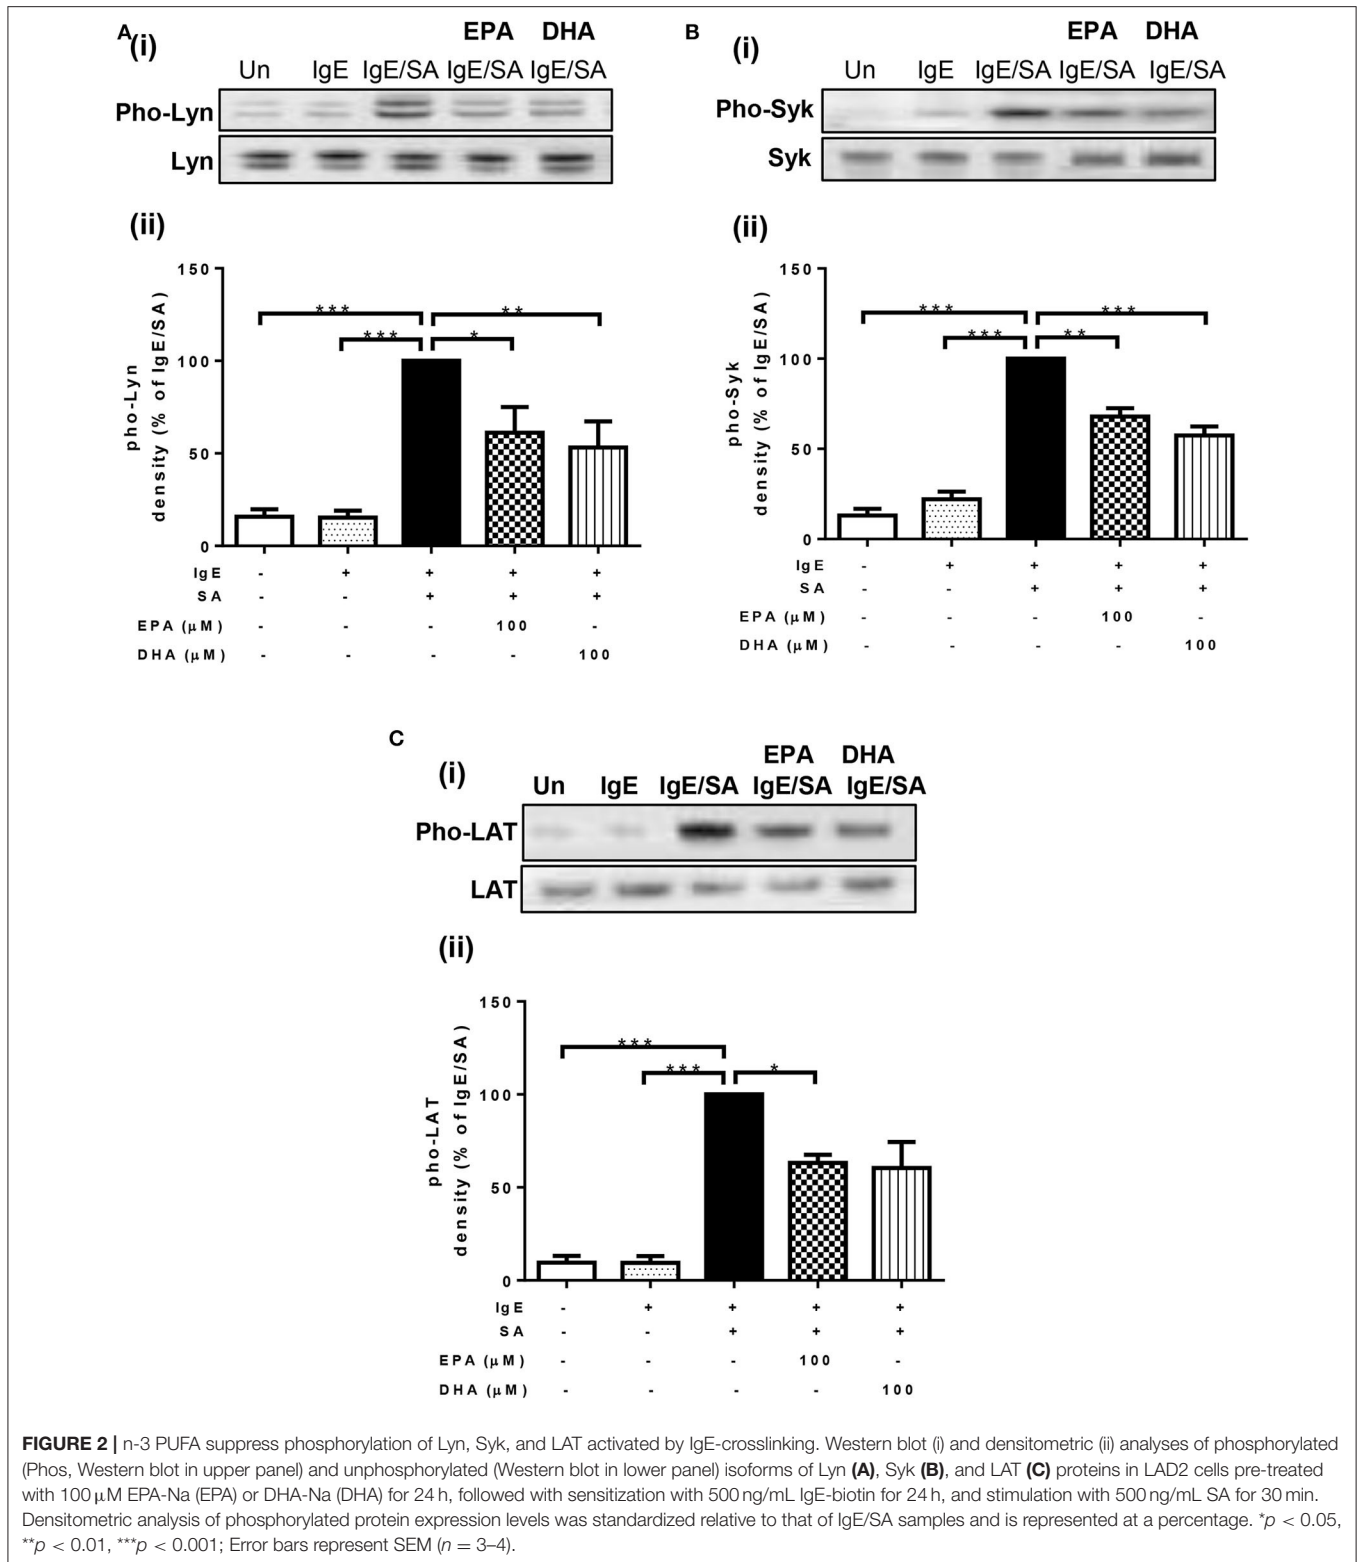 A (i) EPA DHA
Un IgE IgE/SA IgE/SA IgE/SA
Pho-Lyn
Lyn
(ii)
150
100
50
0
pho-Lyn
density (% of IgE/SA)
*** **
*** *
IgE - + + + +
SA - - + + +
EPA (μM) - - - 100 -
DHA (μM) - - - - 100
B (i) EPA DHA
Un IgE IgE/SA IgE/SA IgE/SA
Pho-Syk
Syk
(ii)
150
100
50
0
pho-Syk
density (% of IgE/SA)
*** ***
*** **
IgE - + + + +
SA - - + + +
EPA (μM) - - - 100 -
DHA (μM) - - - - 100
C (i) EPA DHA
Un IgE IgE/SA IgE/SA IgE/SA
Pho-LAT
LAT
(ii)
150
100
50
0
pho-LAT
density (% of IgE/SA)
***
*** *
IgE - + + + +
SA - - + + +
EPA (μM) - - - 100 -
DHA (μM) - - - - 100
FIGURE 2 | n-3 PUFA suppress phosphorylation of Lyn, Syk, and LAT activated by IgE-crosslinking. Western blot (i) and densitometric (ii) analyses of phosphorylated
(Phos, Western blot in upper panel) and unphosphorylated (Western blot in lower panel) isoforms of Lyn (A), Syk (B), and LAT (C) proteins in LAD2 cells pre-treated
with 100 μM EPA-Na (EPA) or DHA-Na (DHA) for 24 h, followed with sensitization with 500 ng/mL IgE-biotin for 24 h, and stimulation with 500 ng/mL SA for 30 min.
Densitometric analysis of phosphorylated protein expression levels was standardized relative to that of IgE/SA samples and is represented at a percentage. *p < 0.05,
**p < 0.01, ***p < 0.001; Error bars represent SEM (n = 3–4).